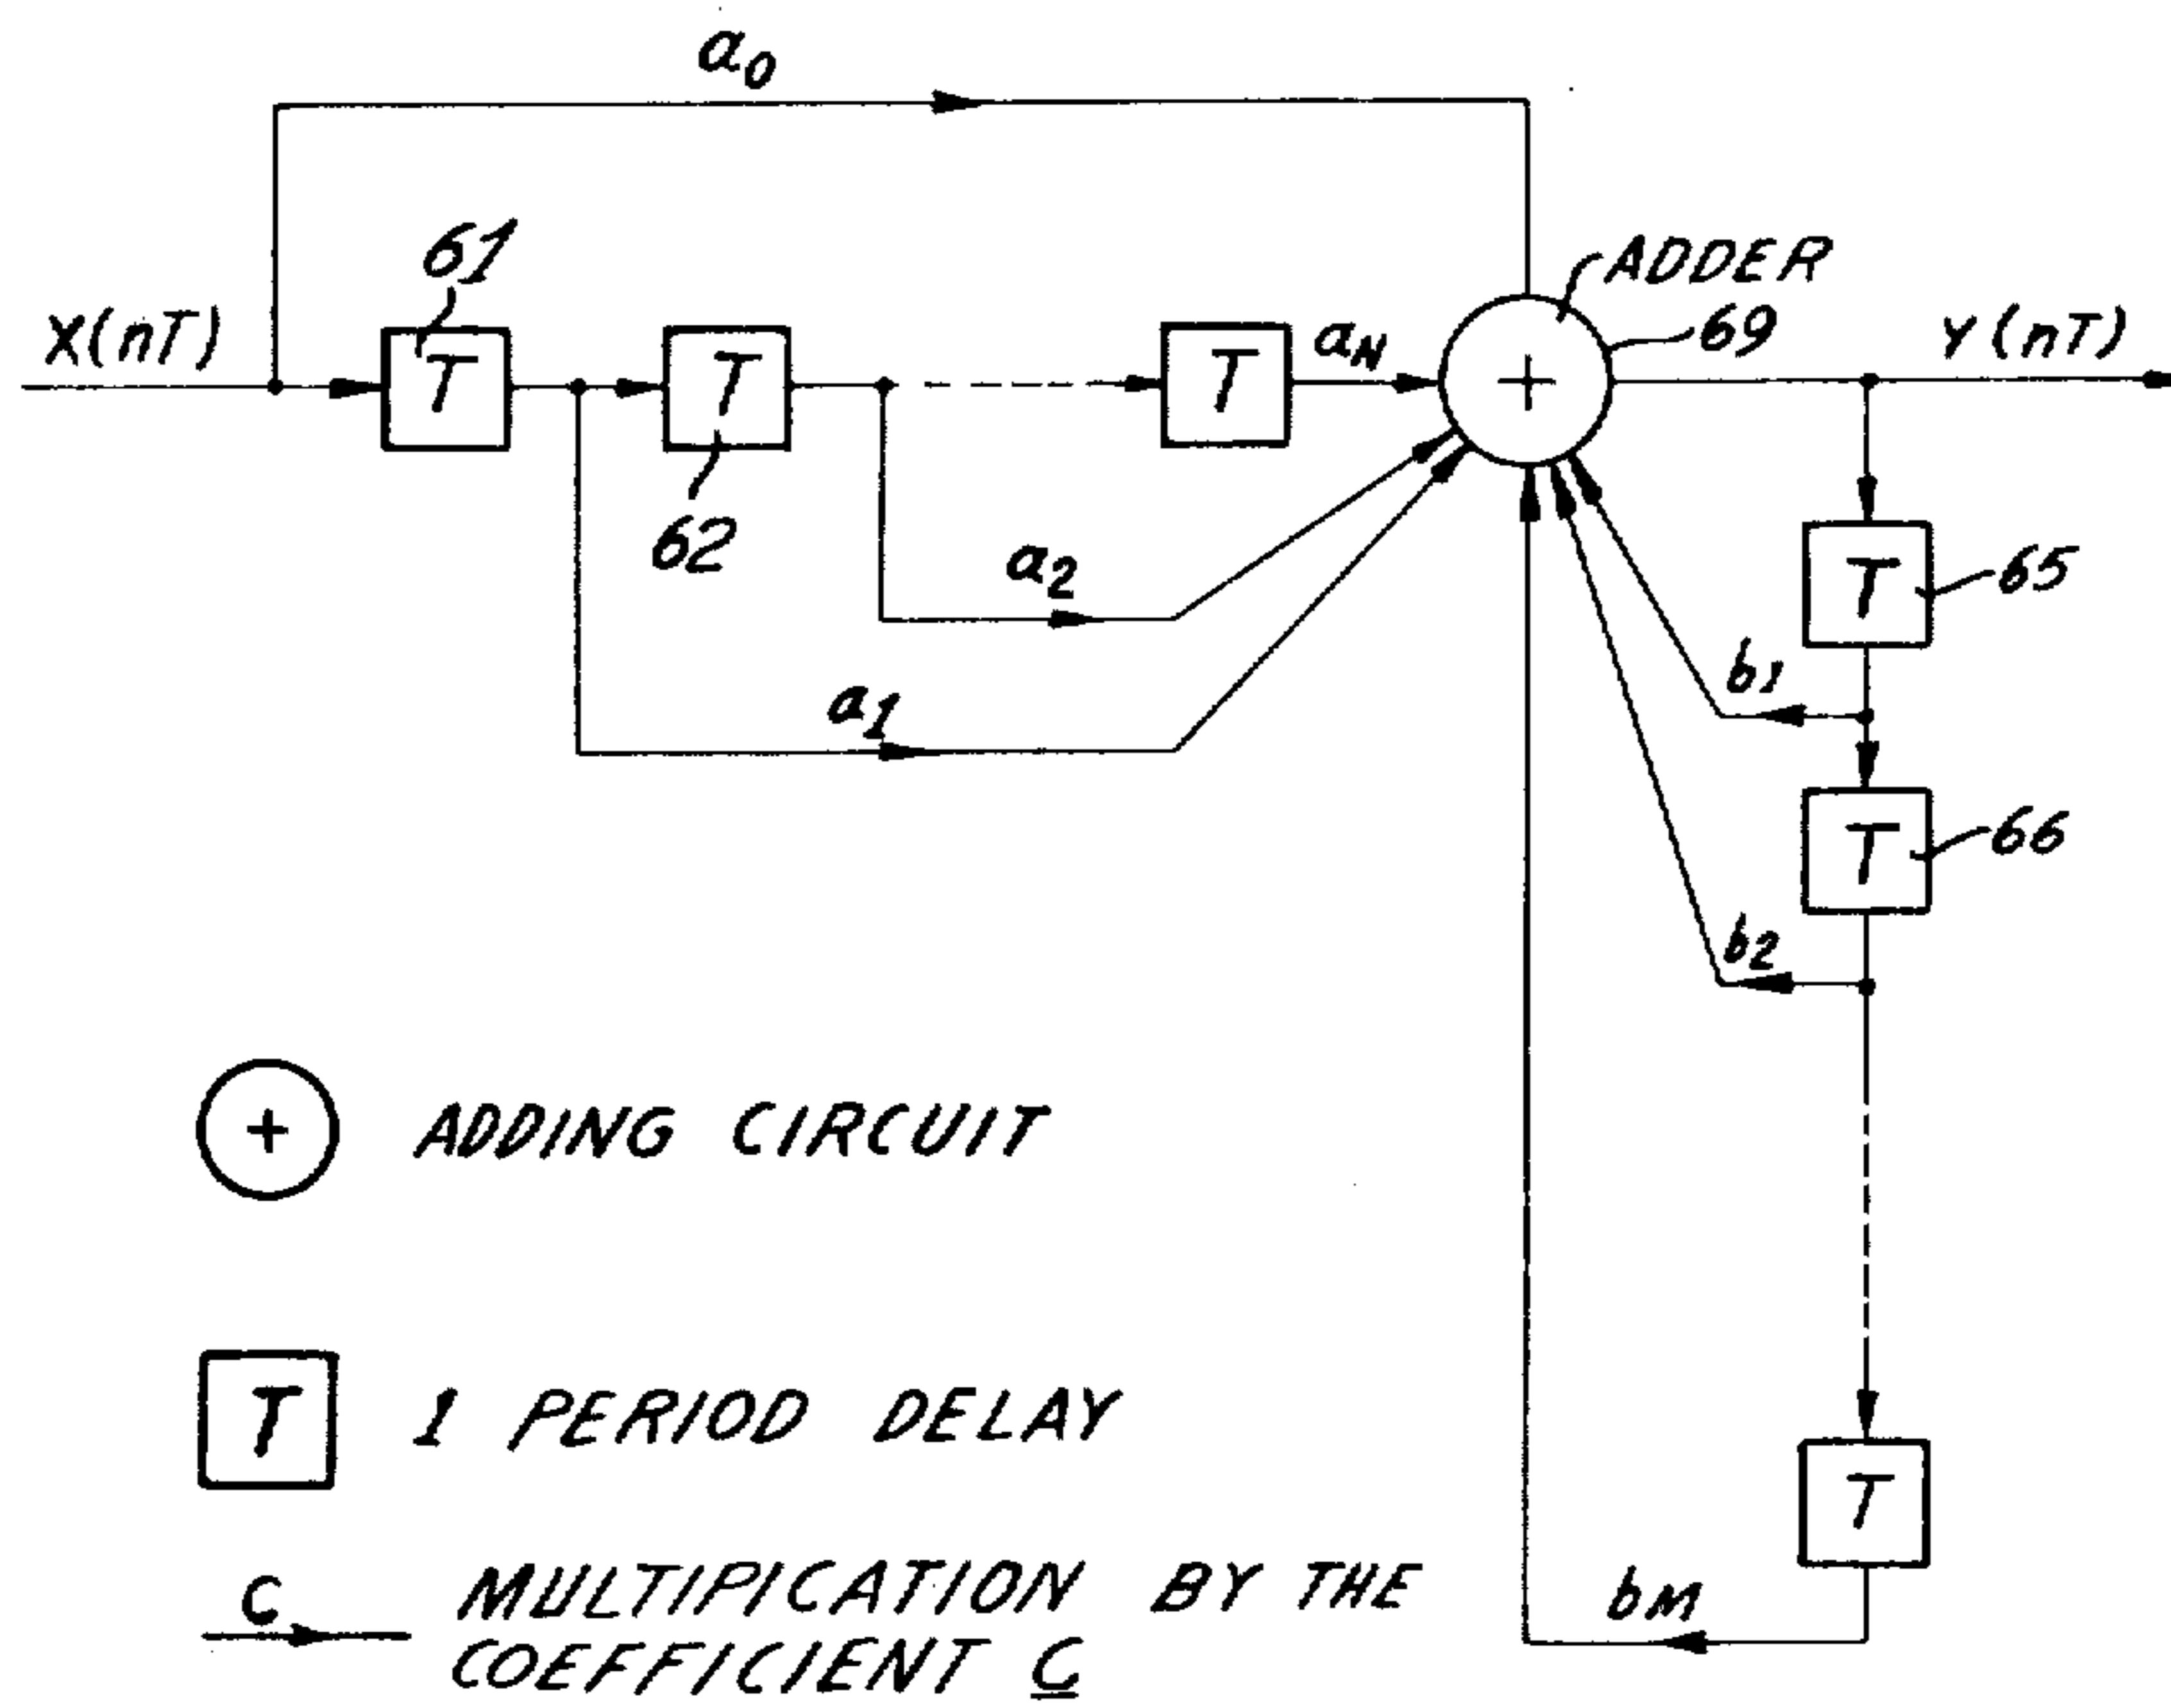 a0
61
X(nT)
T
T
62
T
aN
ADDER
69
+
Y(nT)
a2
a1
T
65
b1
T
66
b2
+ ADDING CIRCUIT
T 1 PERIOD DELAY
T
C MULTIPICATION BY THE
COEFFICIENT C
bM